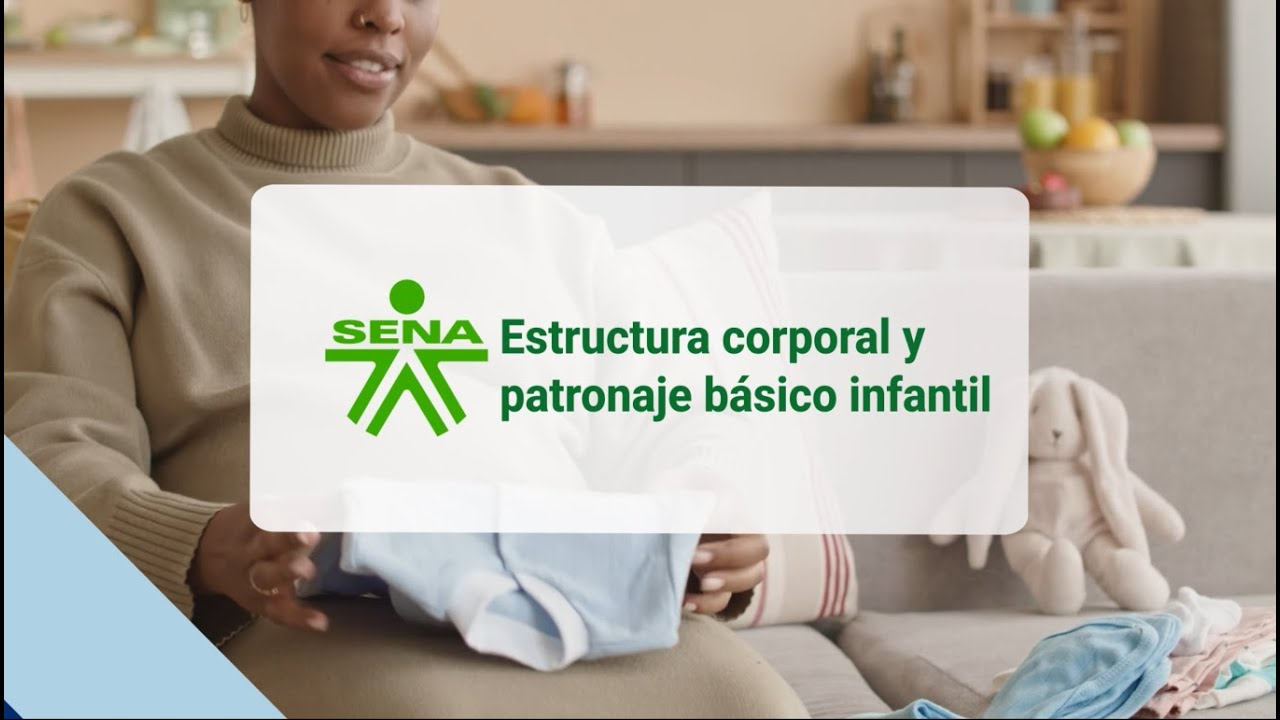 SENA
Estructura corporal y
patronaje básico infantil